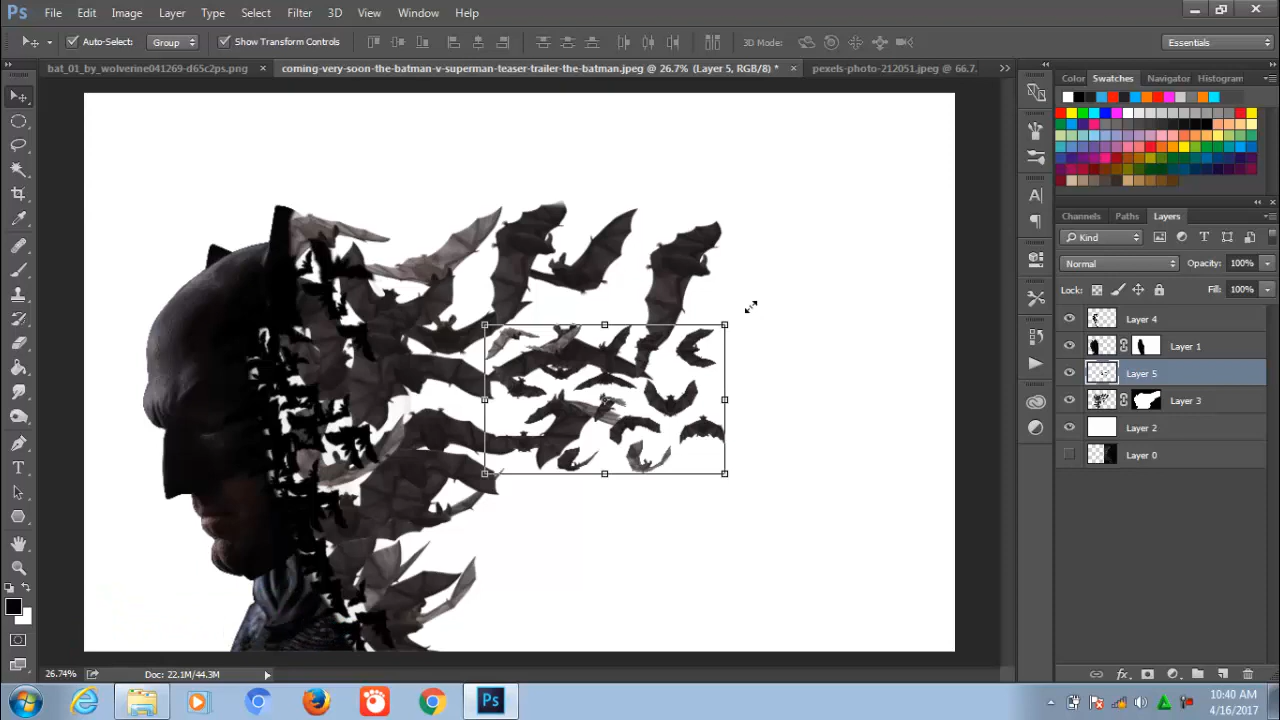 Ps File Edit Image Layer Type Select Filter 3D View Window Help
Auto-Select: Group Show Transform Controls 3D Mode: Essentials
bat_01_by_wolverine041269-d65c2ps.png × coming-very-soon-the-batman-v-superman-teaser-trailer-the-batman.jpeg @ 26.7% (Layer 5, RGB/8) * × pexels-photo-212051.jpeg @ 66.7.
Color Swatches Navigator Histogram
Channels Paths Layers
Kind
Normal Opacity: 100%
Lock: Fill: 100%
Layer 4
Layer 1
Layer 5
Layer 3
Layer 2
Layer 0
26.74% Doc: 22.1M/44.3M
Ps
10:40 AM
4/16/2017